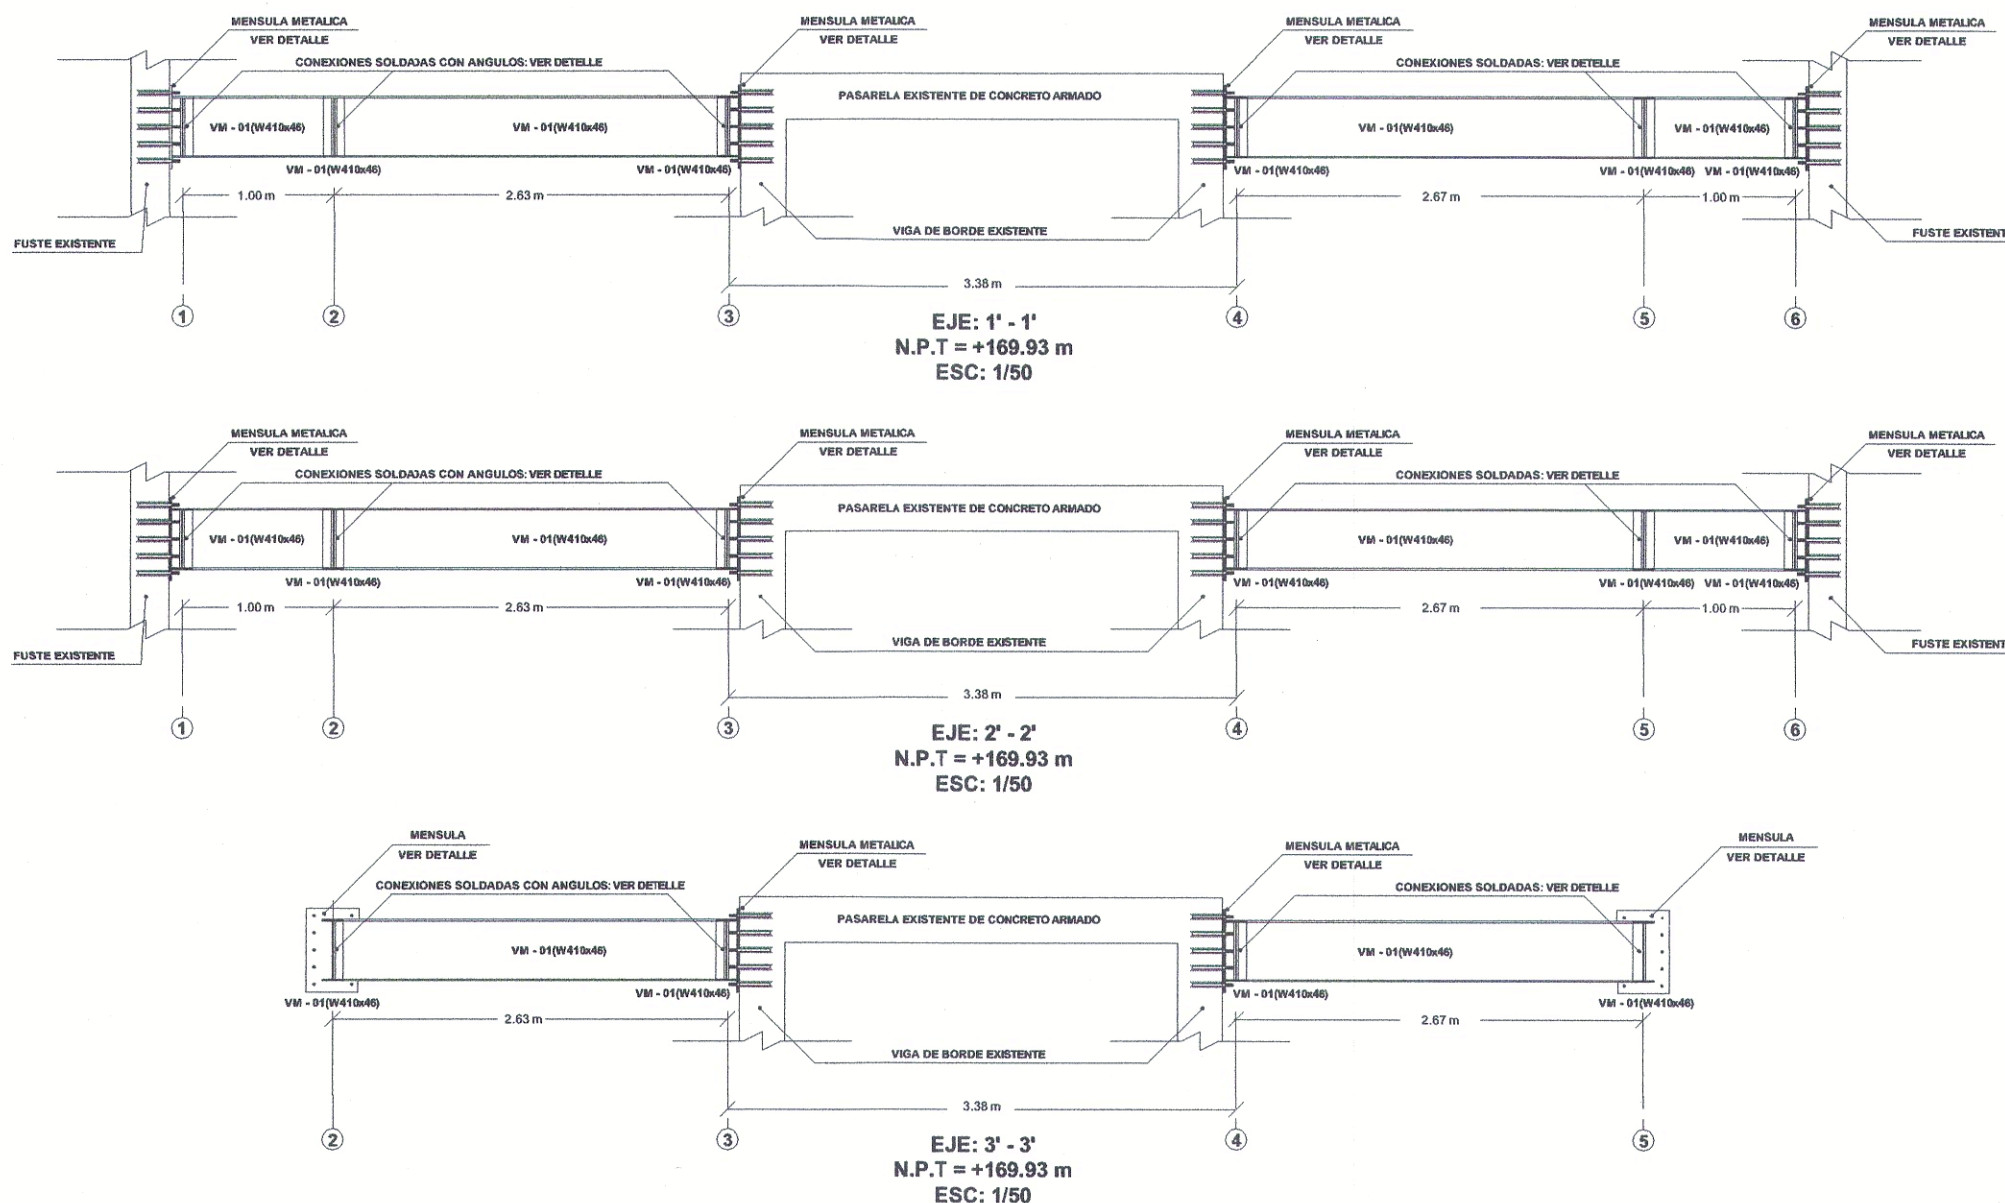 MENSULA METALICA
VER DETALLE
MENSULA METALICA
VER DETALLE
MENSULA METALICA
VER DETALLE
MENSULA METALICA
VER DETALLE
CONEXIONES SOLDADAS CON ANGULOS: VER DETELLE
CONEXIONES SOLDADAS: VER DETELLE
PASARELA EXISTENTE DE CONCRETO ARMADO
VM - 01(W410x46)
VM - 01(W410x46)
VM - 01(W410x46)
VM - 01(W410x46)
VM - 01(W410x46)
VM - 01(W410x46)
VM - 01(W410x46)
VM - 01(W410x46)
VM - 01(W410x46)
1.00 m
2.63 m
2.67 m
1.00 m
FUSTE EXISTENTE
VIGA DE BORDE EXISTENTE
FUSTE EXISTENT
3.38 m
1
2
3
4
5
6
EJE: 1' - 1'
N.P.T = +169.93 m
ESC: 1/50
MENSULA METALICA
VER DETALLE
MENSULA METALICA
VER DETALLE
MENSULA METALICA
VER DETALLE
MENSULA METALICA
VER DETALLE
CONEXIONES SOLDADAS CON ANGULOS: VER DETELLE
CONEXIONES SOLDADAS: VER DETELLE
PASARELA EXISTENTE DE CONCRETO ARMADO
VM - 01(W410x46)
VM - 01(W410x46)
VM - 01(W410x46)
VM - 01(W410x46)
VM - 01(W410x46)
VM - 01(W410x46)
VM - 01(W410x46)
VM - 01(W410x46)
VM - 01(W410x46)
1.00 m
2.63 m
2.67 m
1.00 m
FUSTE EXISTENTE
VIGA DE BORDE EXISTENTE
FUSTE EXISTENT
3.38 m
1
2
3
4
5
6
EJE: 2' - 2'
N.P.T = +169.93 m
ESC: 1/50
MENSULA
VER DETALLE
MENSULA METALICA
VER DETALLE
MENSULA METALICA
VER DETALLE
MENSULA
VER DETALLE
CONEXIONES SOLDADAS CON ANGULOS: VER DETELLE
CONEXIONES SOLDADAS: VER DETELLE
PASARELA EXISTENTE DE CONCRETO ARMADO
VM - 01(W410x46)
VM - 01(W410x46)
VM - 01(W410x46)
VM - 01(W410x46)
VM - 01(W410x46)
VM - 01(W410x46)
2.63 m
2.67 m
VIGA DE BORDE EXISTENTE
3.38 m
2
3
4
5
EJE: 3' - 3'
N.P.T = +169.93 m
ESC: 1/50